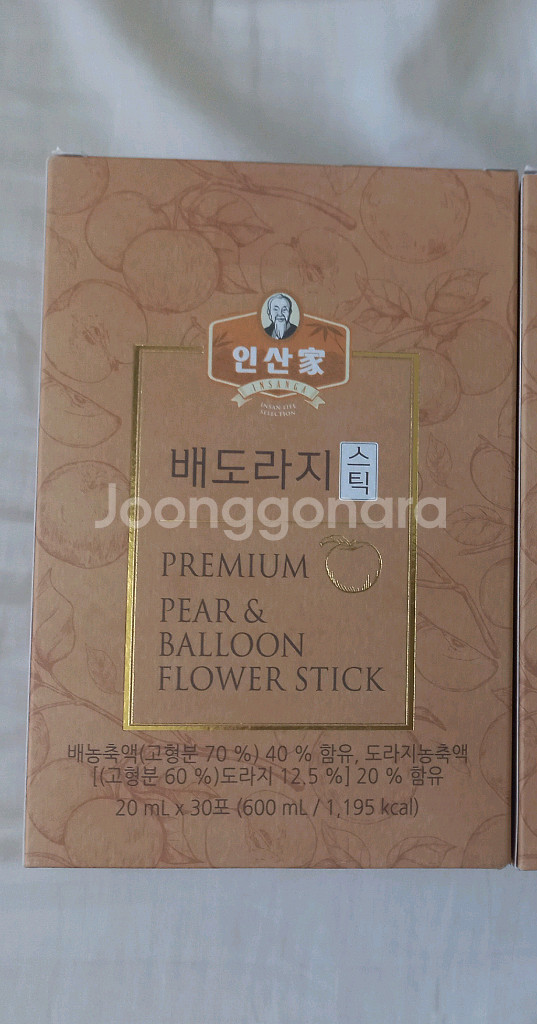 인산家
INSANGA
INSAN LIFE
SELECTION
배도라지 스틱
Joonggonara
PREMIUM
PEAR &
BALLOON
FLOWER STICK
배농축액(고형분 70 %) 40 % 함유, 도라지농축액
[(고형분 60 %)도라지 12.5 %] 20 % 함유
20 mL x 30포 (600 mL / 1,195 kcal)